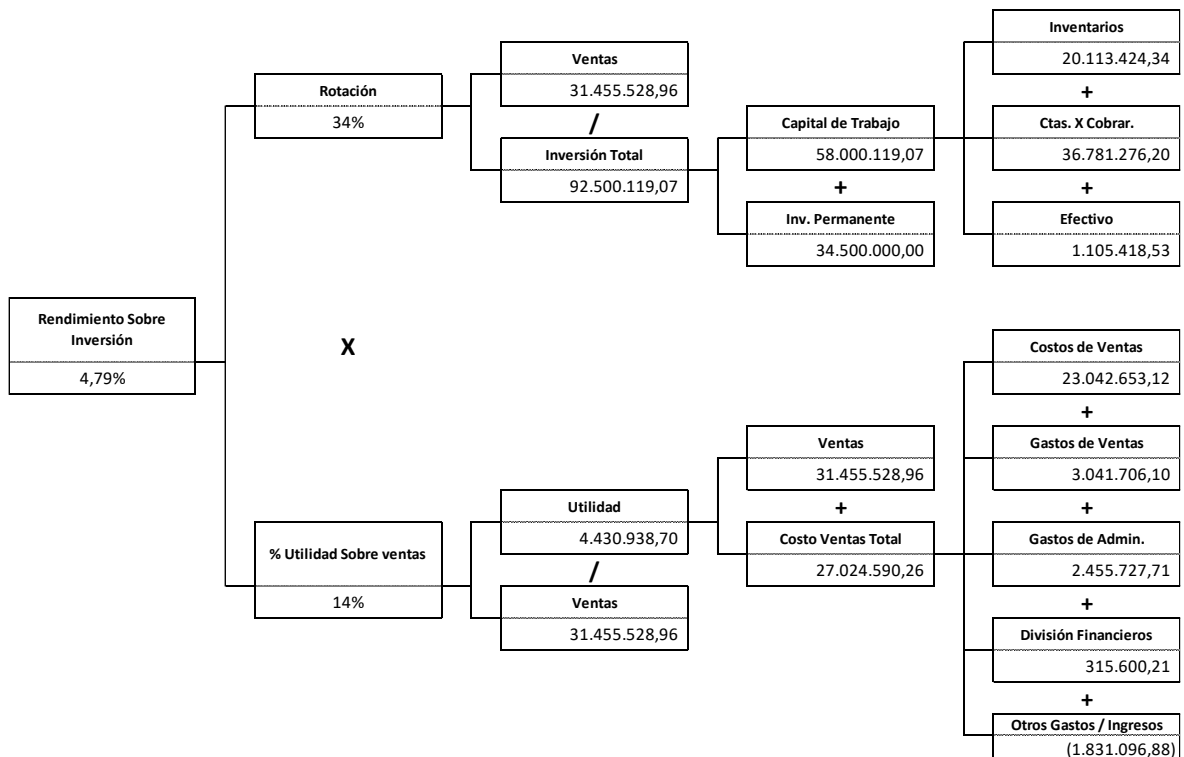 Inventarios
20.113.424,34
+
Ventas
31.455.528,96
Rotación
34%
/
Capital de Trabajo
58.000.119,07
Ctas. X Cobrar.
36.781.276,20
Inversión Total
92.500.119,07
+
+
Inv. Permanente
34.500.000,00
Efectivo
1.105.418,53
Rendimiento Sobre
Inversión
4,79%
X
Costos de Ventas
23.042.653,12
+
Ventas
31.455.528,96
Gastos de Ventas
3.041.706,10
Utilidad
4.430.938,70
+
+
% Utilidad Sobre ventas
14%
/
Costo Ventas Total
27.024.590,26
Gastos de Admin.
2.455.727,71
Ventas
31.455.528,96
+
División Financieros
315.600,21
+
Otros Gastos / Ingresos
(1.831.096,88)